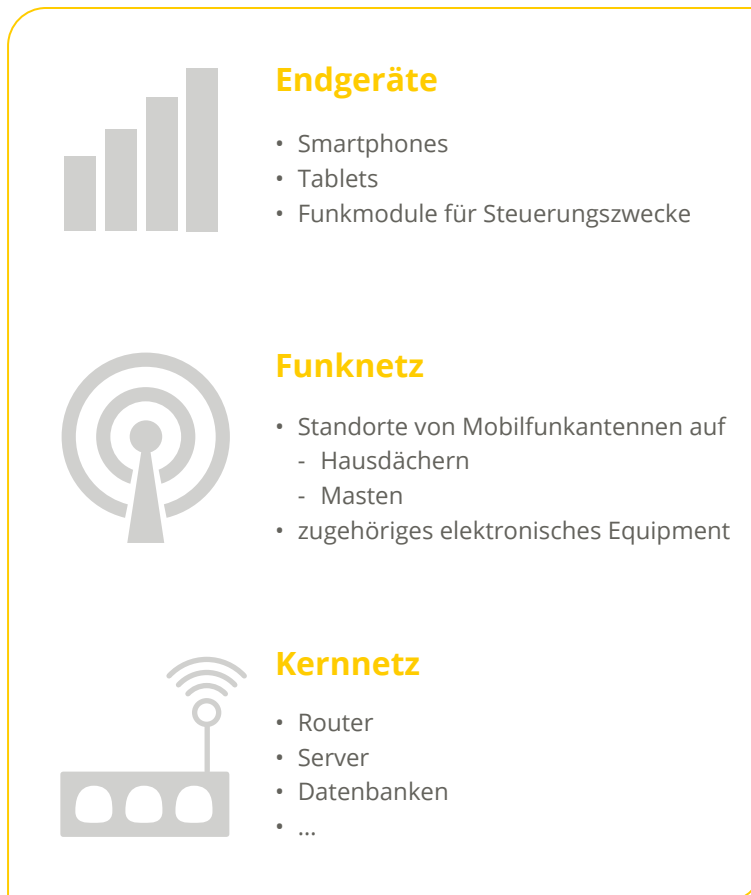 Endgeräte
• Smartphones
• Tablets
• Funkmodule für Steuerungszwecke
Funknetz
• Standorte von Mobilfunkantennen auf
- Hausdächern
- Masten
• zugehöriges elektronisches Equipment
Kernnetz
• Router
• Server
• Datenbanken
• ...